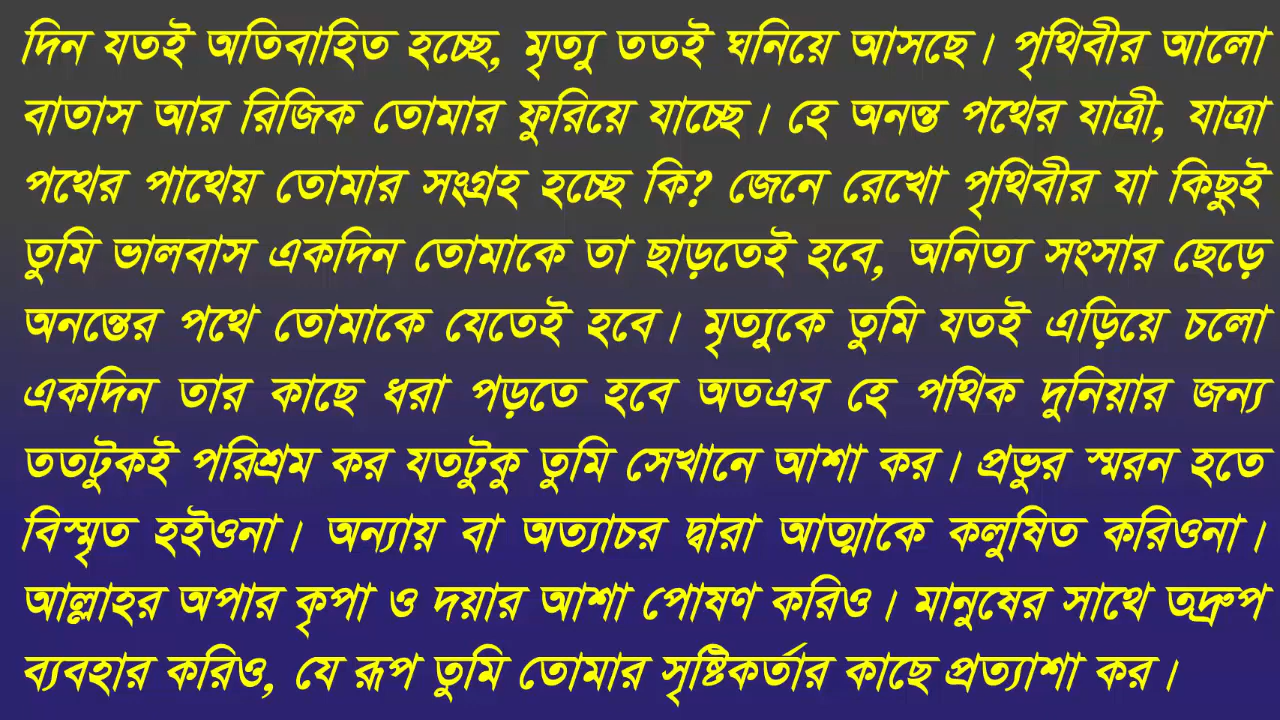 দিন যতই অতিবাহিত হচ্ছে, মৃত্যু ততই ঘনিয়ে আসছে। পৃথিবীর আলো
বাতাস আর রিজিক তোমার ফুরিয়ে যাচ্ছে। হে অনন্ত পথের যাত্রী, যাত্রা
পথের পাথেয় তোমার সংগ্রহ হচ্ছে কি? জেনে রেখো পৃথিবীর যা কিছুই
তুমি ভালবাস একদিন তোমাকে তা ছাড়তেই হবে, অনিত্য সংসার ছেড়ে
অনন্তের পথে তোমাকে যেতেই হবে। মৃত্যুকে তুমি যতই এড়িয়ে চলো
একদিন তার কাছে ধরা পড়তে হবে অতএব হে পথিক দুনিয়ার জন্য
ততটুকই পরিশ্রম কর যতটুকু তুমি সেখানে আশা কর। প্রভুর স্মরন হতে
বিস্মৃত হইওনা। অন্যায় বা অত্যাচর দ্বারা আত্মাকে কলুষিত করিওনা।
আল্লাহর অপার কৃপা ও দয়ার আশা পোষণ করিও। মানুষের সাথে অদ্রুপ
ব্যবহার করিও, যে রূপ তুমি তোমার সৃষ্টিকর্তার কাছে প্রত্যাশা কর।